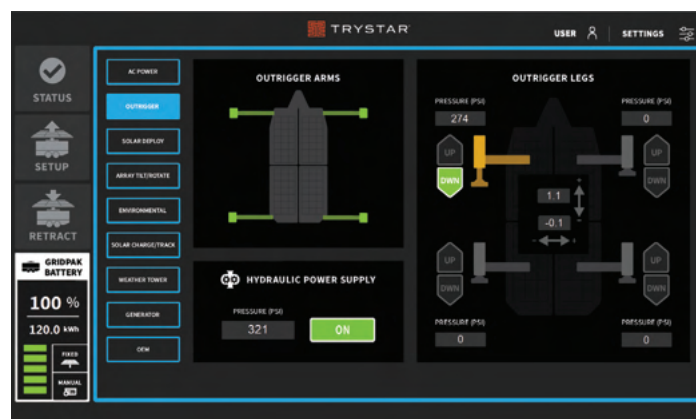 TRYSTAR
USER
SETTINGS
STATUS
SETUP
RETRACT
GRIDPAK
BATTERY
100 %
120.0 kWh
FIXED
MANUAL
AC POWER
OUTRIGGER
SOLAR DEPLOY
ARRAY TILT/ROTATE
ENVIRONMENTAL
SOLAR CHARGE/TRACK
WEATHER TOWER
GENERATOR
OEM
OUTRIGGER ARMS
HYDRAULIC POWER SUPPLY
PRESSURE (PSI)
321
ON
OUTRIGGER LEGS
PRESSURE (PSI)
274
PRESSURE (PSI)
0
UP
DWN
UP
DWN
1.1
-0.1
UP
DWN
UP
DWN
PRESSURE (PSI)
0
PRESSURE (PSI)
0